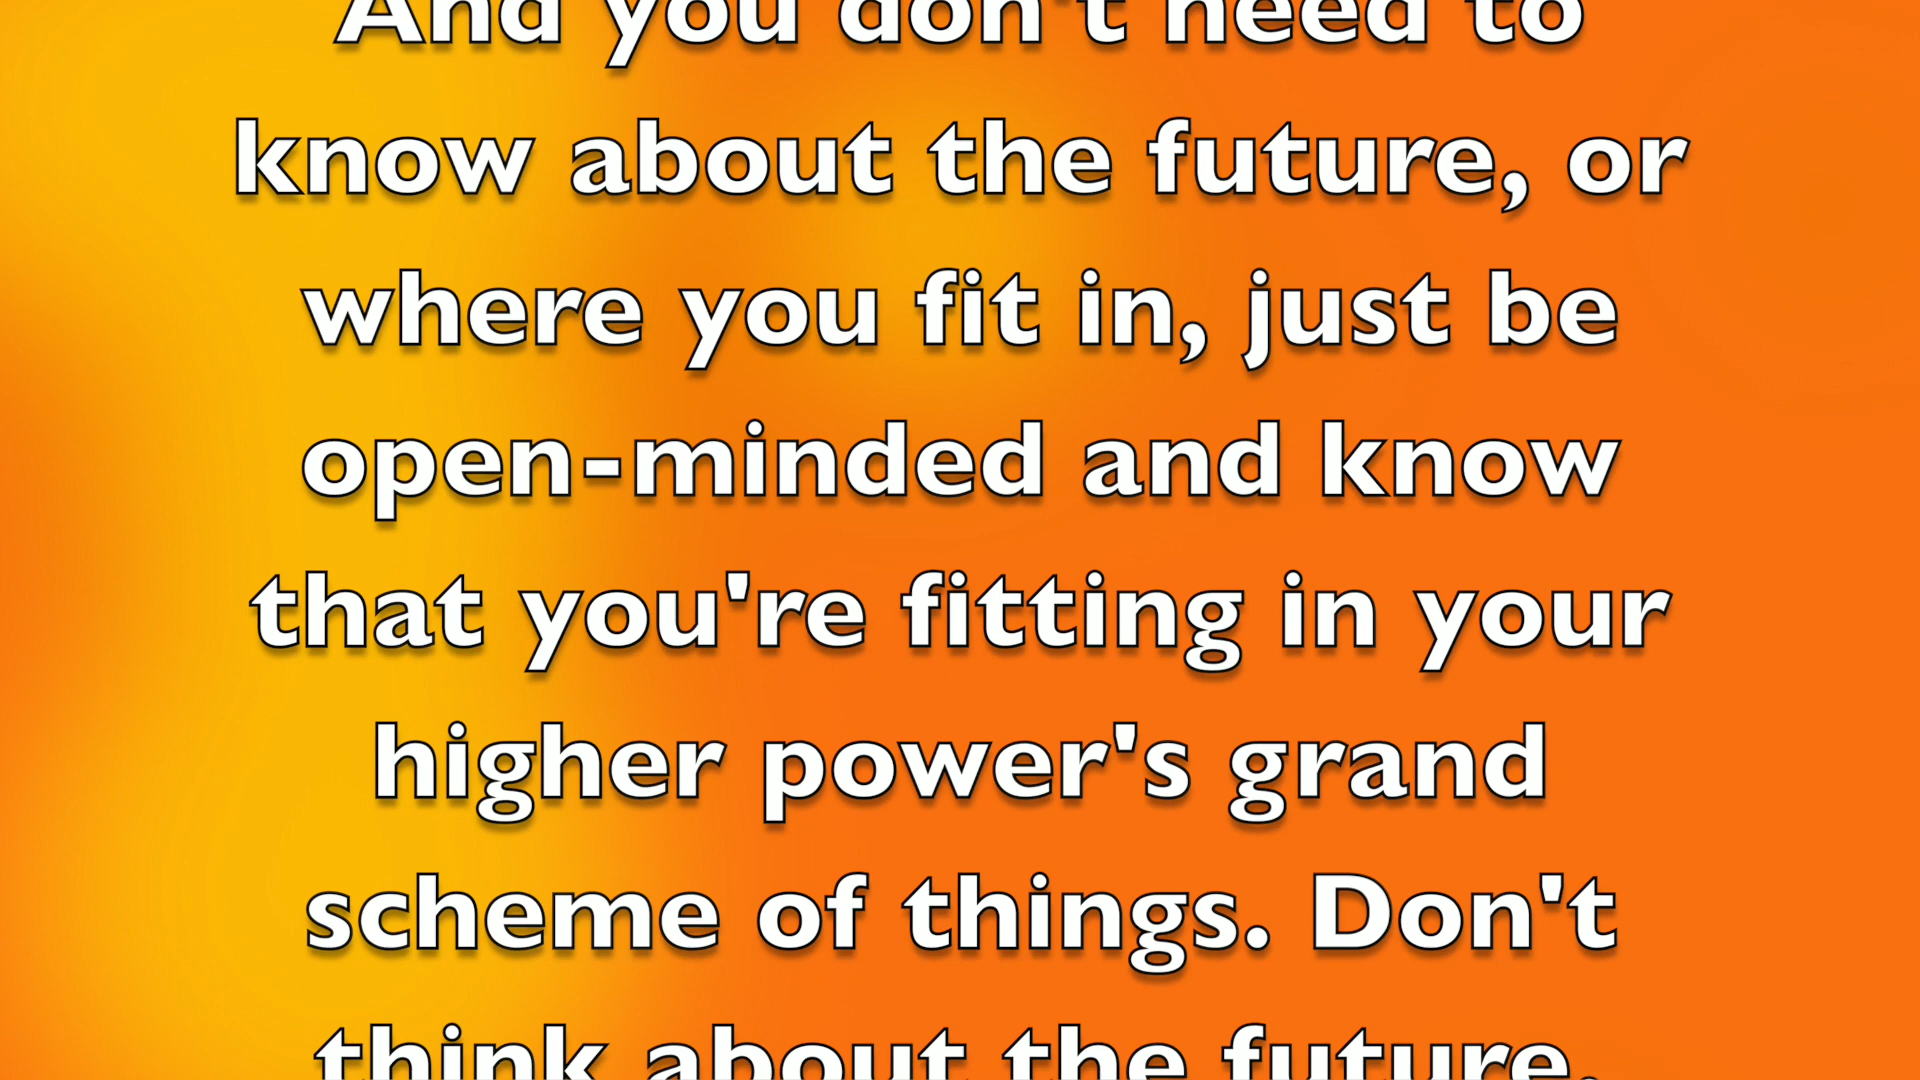 And you don't need to
know about the future, or
where you fit in, just be
open-minded and know
that you're fitting in your
higher power's grand
scheme of things. Don't
think about the future.